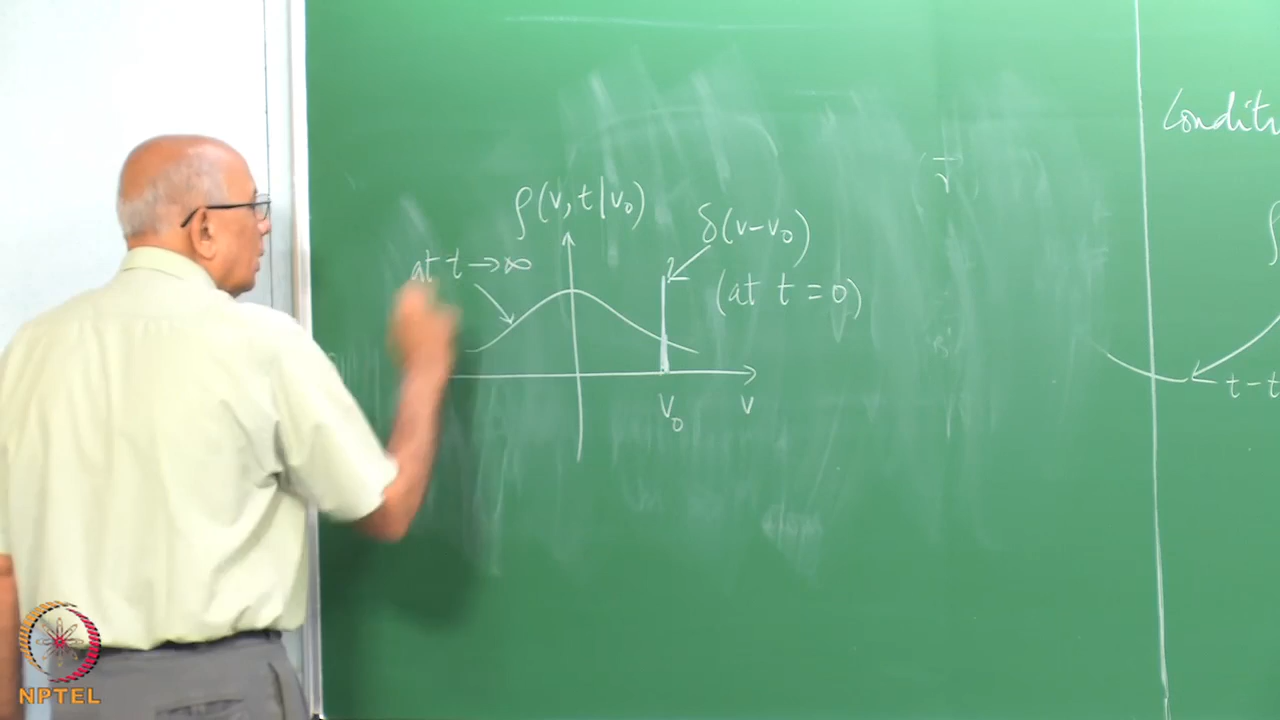 ρ(v, t|v₀)
δ(v−v₀)
(at t = 0)
at t → ∞
v₀
v
Conditi
ρ
t−t
NPTEL